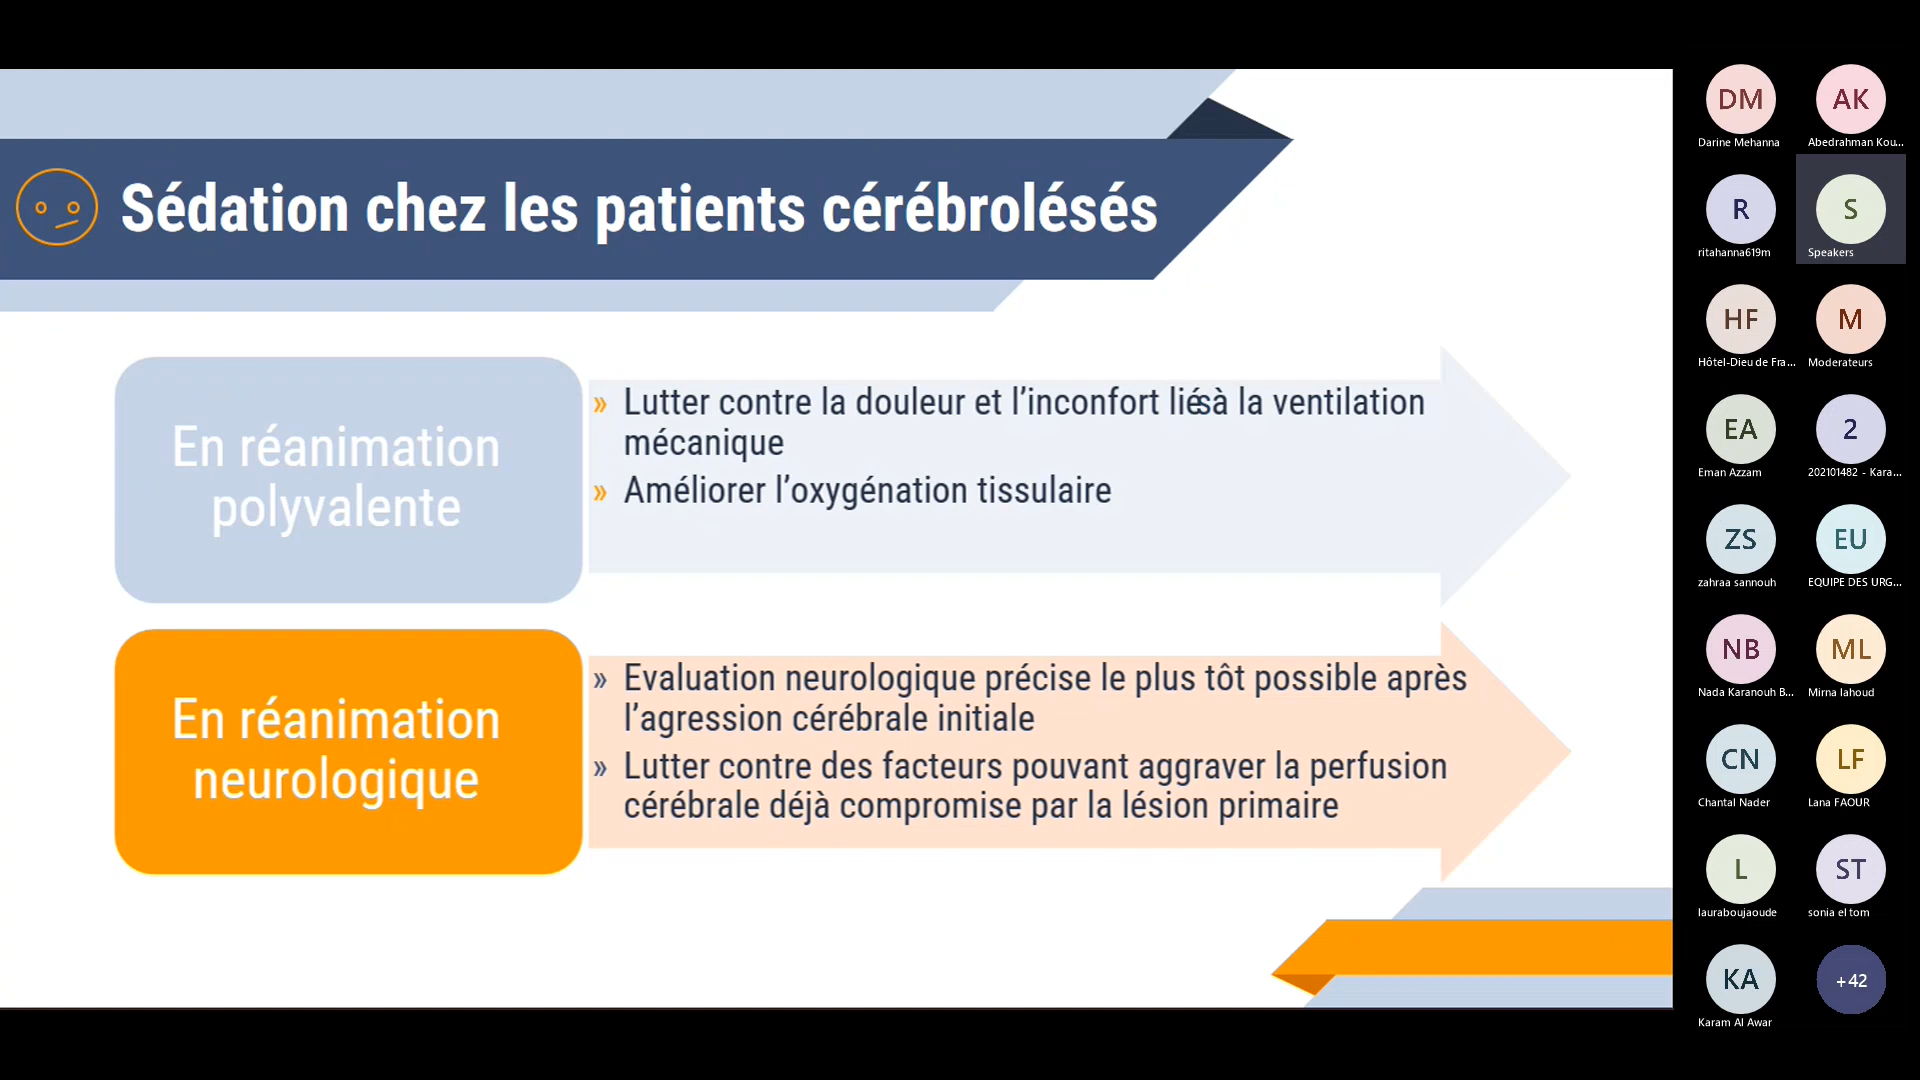 Sédation chez les patients cérébrolésés
En réanimation
polyvalente
» Lutter contre la douleur et l’inconfort liés à la ventilation
mécanique
» Améliorer l’oxygénation tissulaire
En réanimation
neurologique
» Evaluation neurologique précise le plus tôt possible après
l’agression cérébrale initiale
» Lutter contre des facteurs pouvant aggraver la perfusion
cérébrale déjà compromise par la lésion primaire
DM
Darine Mehanna
AK
Abedrahman Kou...
R
ritahanna619m
S
Speakers
HF
Hôtel-Dieu de Fra...
M
Moderateurs
EA
Eman Azzam
2
202101482 - Kara...
ZS
zahraa sannouh
EU
EQUIPE DES URG...
NB
Nada Karanouh B...
ML
Mirna lahoud
CN
Chantal Nader
LF
Lana FAOUR
L
lauraboujaoude
ST
sonia el tom
KA
Karam Al Awar
+42